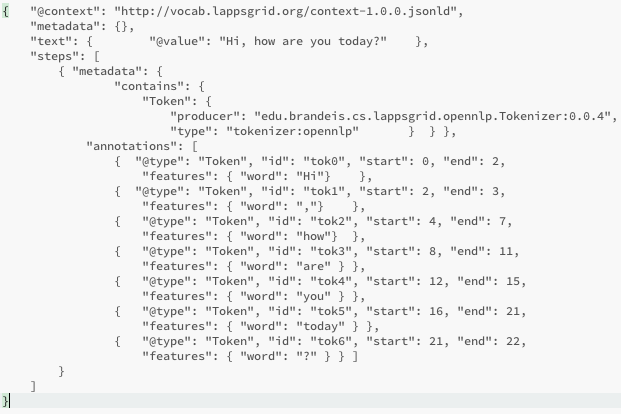 {   "@context": "http://vocab.lappsgrid.org/context-1.0.0.jsonld",
    "metadata": {},
    "text": {        "@value": "Hi, how are you today?"    },
    "steps": [
        { "metadata": {
                "contains": {
                    "Token": {
                        "producer": "edu.brandeis.cs.lappsgrid.opennlp.Tokenizer:0.0.4",
                        "type": "tokenizer:opennlp"       }  } },
            "annotations": [
                {  "@type": "Token", "id": "tok0", "start": 0, "end": 2,
                    "features": { "word": "Hi"}    },
                {  "@type": "Token", "id": "tok1", "start": 2, "end": 3,
                    "features": { "word": ","}    },
                {   "@type": "Token", "id": "tok2", "start": 4, "end": 7,
                    "features": { "word": "how"}  },
                {   "@type": "Token", "id": "tok3", "start": 8, "end": 11,
                    "features": { "word": "are" } },
                {   "@type": "Token", "id": "tok4", "start": 12, "end": 15,
                    "features": { "word": "you" } },
                {   "@type": "Token", "id": "tok5", "start": 16, "end": 21,
                    "features": { "word": "today" } },
                {   "@type": "Token", "id": "tok6", "start": 21, "end": 22,
                    "features": { "word": "?" } } ]
        }
    ]
}